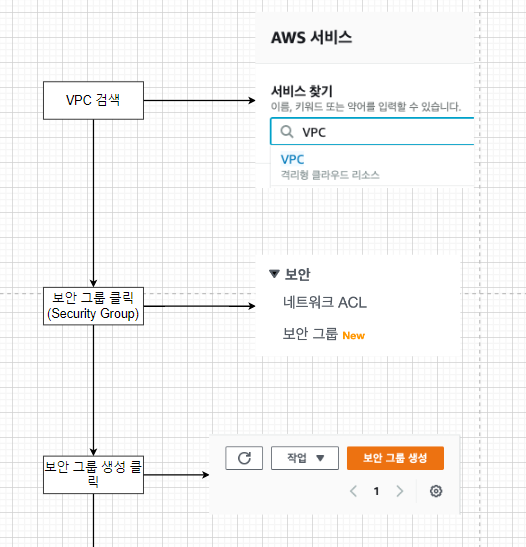 AWS 서비스
VPC 검색
서비스 찾기
이름, 키워드 또는 약어를 입력할 수 있습니다.
VPC
VPC
격리형 클라우드 리소스
보안 그룹 클릭
(Security Group)
보안
네트워크 ACL
보안 그룹 New
보안 그룹 생성 클
릭
작업
보안 그룹 생성
1